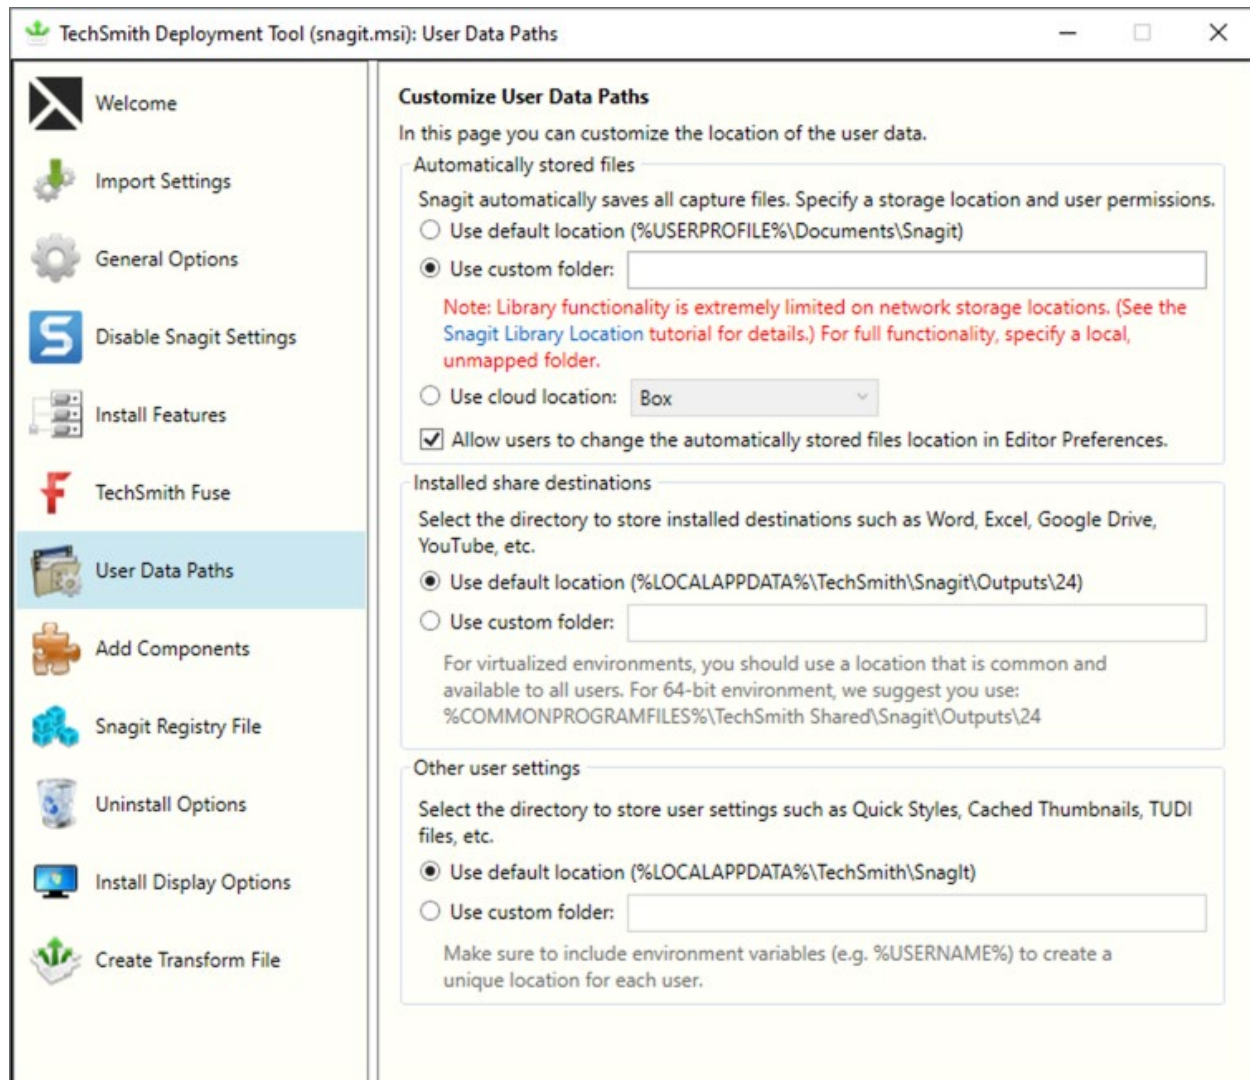 TechSmith Deployment Tool (snagit.msi): User Data Paths
Welcome
Import Settings
General Options
Disable Snagit Settings
Install Features
TechSmith Fuse
User Data Paths
Add Components
Snagit Registry File
Uninstall Options
Install Display Options
Create Transform File
Customize User Data Paths
In this page you can customize the location of the user data.
Automatically stored files
Snagit automatically saves all capture files. Specify a storage location and user permissions.
Use default location (%USERPROFILE%\Documents\Snagit)
Use custom folder:
Note: Library functionality is extremely limited on network storage locations. (See the
Snagit Library Location tutorial for details.) For full functionality, specify a local,
unmapped folder.
Use cloud location: Box
Allow users to change the automatically stored files location in Editor Preferences.
Installed share destinations
Select the directory to store installed destinations such as Word, Excel, Google Drive,
YouTube, etc.
Use default location (%LOCALAPPDATA%\TechSmith\Snagit\Outputs\24)
Use custom folder:
For virtualized environments, you should use a location that is common and
available to all users. For 64-bit environment, we suggest you use:
%COMMONPROGRAMFILES%\TechSmith Shared\Snagit\Outputs\24
Other user settings
Select the directory to store user settings such as Quick Styles, Cached Thumbnails, TUDI
files, etc.
Use default location (%LOCALAPPDATA%\TechSmith\SnagIt)
Use custom folder:
Make sure to include environment variables (e.g. %USERNAME%) to create a
unique location for each user.